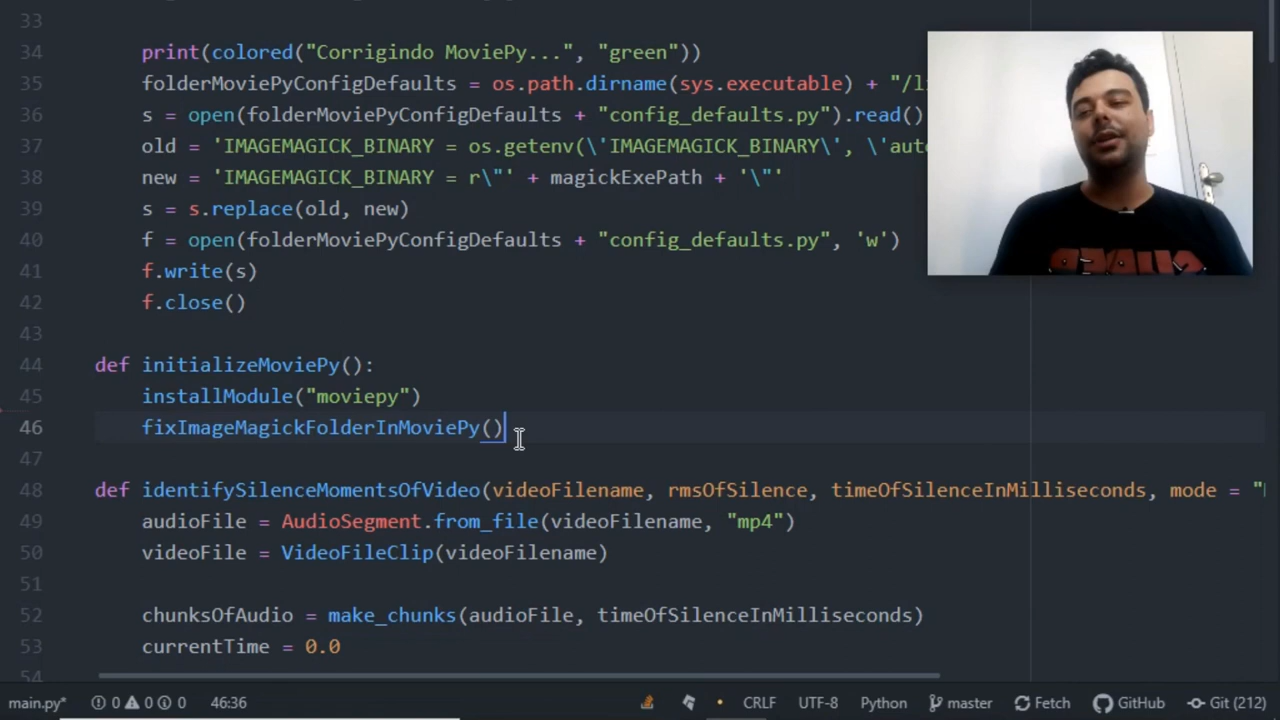 33
34 print(colored("Corrigindo MoviePy...", "green"))
35 folderMoviePyConfigDefaults = os.path.dirname(sys.executable) + "/l
36 s = open(folderMoviePyConfigDefaults + "config_defaults.py").read()
37 old = 'IMAGEMAGICK_BINARY = os.getenv(\'IMAGEMAGICK_BINARY\', \'aut
38 new = 'IMAGEMAGICK_BINARY = r\"' + magickExePath + '\"'
39 s = s.replace(old, new)
40 f = open(folderMoviePyConfigDefaults + "config_defaults.py", 'w')
41 f.write(s)
42 f.close()
43
44 def initializeMoviePy():
45 installModule("moviepy")
46 fixImageMagickFolderInMoviePy()
47
48 def identifySilenceMomentsOfVideo(videoFilename, rmsOfSilence, timeOfSilenceInMilliseconds, mode = "
49 audioFile = AudioSegment.from_file(videoFilename, "mp4")
50 videoFile = VideoFileClip(videoFilename)
51
52 chunksOfAudio = make_chunks(audioFile, timeOfSilenceInMilliseconds)
53 currentTime = 0.0
54
main.py* 0 0 0 46:36 CRLF UTF-8 Python master Fetch GitHub Git (212)